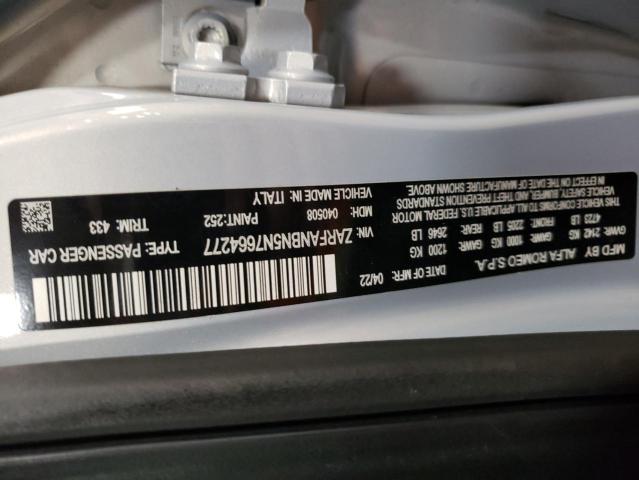 MFD BY
ALFA ROMEO S.P.A.
DATE OF MFR: 04/22
GVWR: 2142 KG GAWR: 1000 KG GAWR: 1200 KG
4722 LB FRONT: 2205 LB REAR: 2646 LB
THIS VEHICLE CONFORMS TO ALL APPLICABLE U.S. FEDERAL MOTOR
VEHICLE SAFETY, BUMPER, AND THEFT PREVENTION STANDARDS
IN EFFECT ON THE DATE OF MANUFACTURE SHOWN ABOVE.
VIN: ZARFANBN5N7664277
TYPE: PASSENGER CAR
MDH: 040508 PAINT: 252 TRIM: 433
VEHICLE MADE IN: ITALY